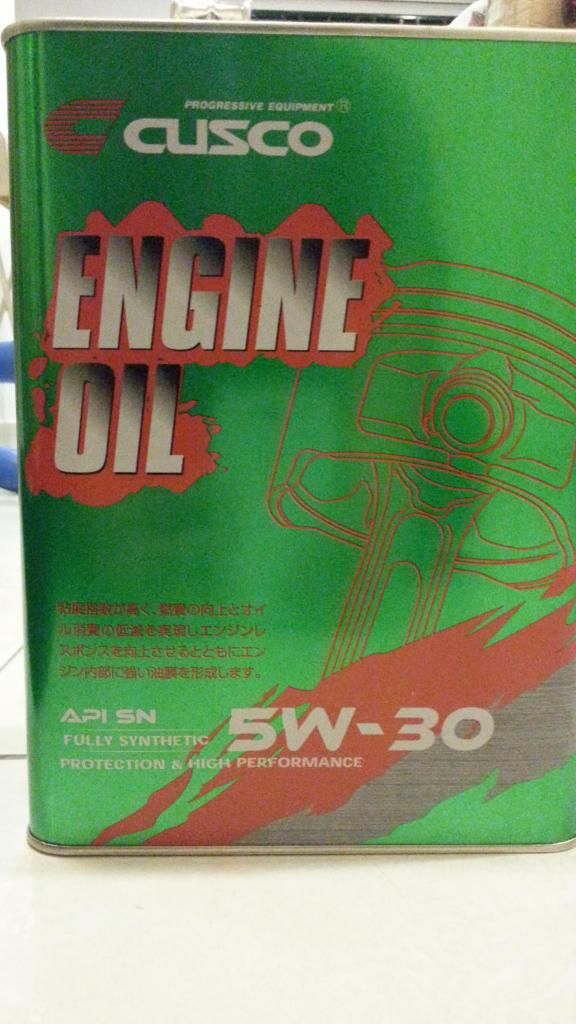 PROGRESSIVE EQUIPMENT®
CUSCO
ENGINE
OIL
粘度指数が高く、燃費の向上とオイ
ル消費の低減を実現しエンジンレ
スポンスを向上させるとともにエン
ジン内部に強い油膜を形成します。
API SN
5W-30
FULLY SYNTHETIC
PROTECTION & HIGH PERFORMANCE